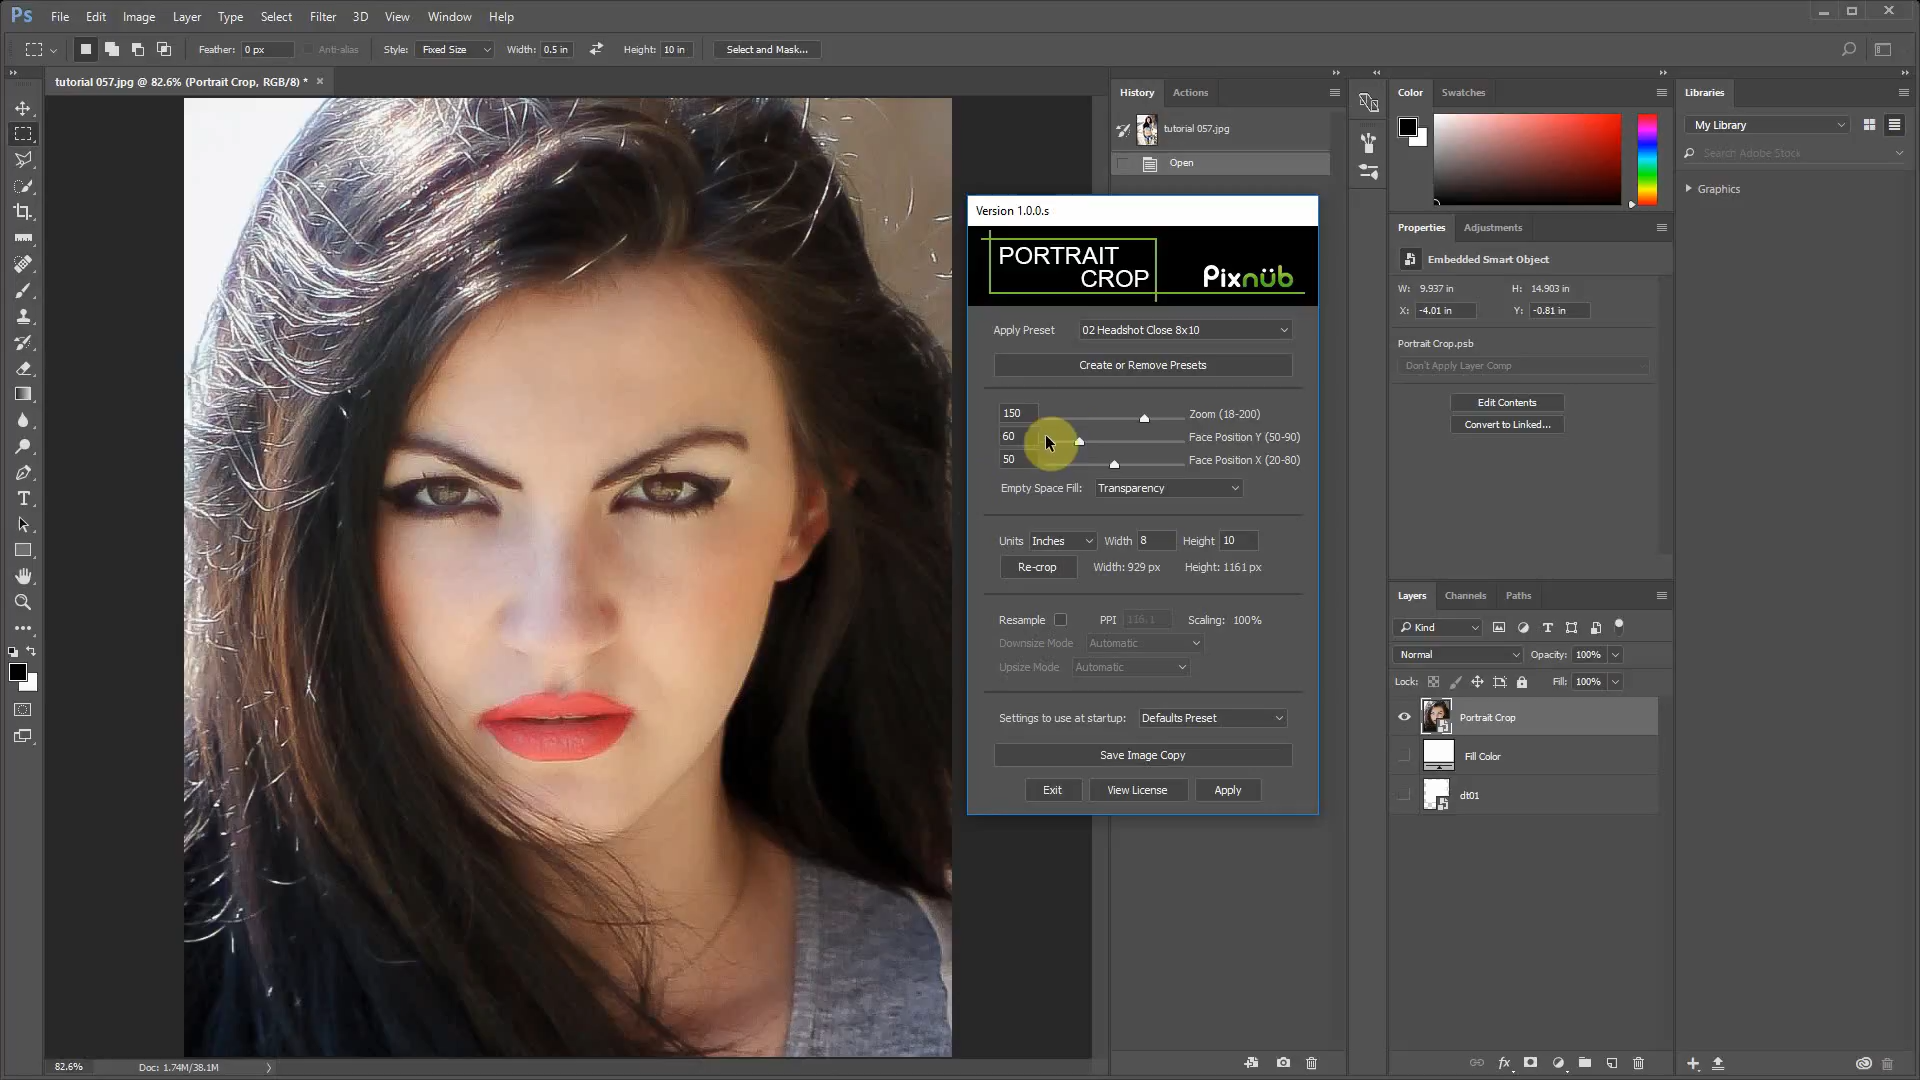 Ps File Edit Image Layer Type Select Filter 3D View Window Help
Feather: 0 px Anti-alias Style: Fixed Size Width: 0.5 in Height: 10 in Select and Mask...
tutorial 057.jpg @ 82.6% (Portrait Crop, RGB/8) * ×
History Actions
tutorial 057.jpg
Open
Version 1.0.0.s
PORTRAIT
CROP
Pixnüb
Apply Preset 02 Headshot Close 8x10
Create or Remove Presets
150 Zoom (18-200)
60 Face Position Y (50-90)
50 Face Position X (20-80)
Empty Space Fill: Transparency
Units Inches Width 8 Height 10
Re-crop Width: 929 px Height: 1161 px
Resample PPI 116.1 Scaling: 100%
Downsize Mode Automatic
Upsize Mode Automatic
Settings to use at startup: Defaults Preset
Save Image Copy
Exit View License Apply
Color Swatches
Properties Adjustments
Embedded Smart Object
W: 9.937 in H: 14.903 in
X: -4.01 in Y: -0.81 in
Portrait Crop.psb
Don't Apply Layer Comp
Edit Contents
Convert to Linked...
Layers Channels Paths
Kind
Normal Opacity: 100%
Lock: Fill: 100%
Portrait Crop
Fill Color
dt01
Libraries
My Library
Search Adobe Stock
Graphics
82.6% Doc: 1.74M/38.1M